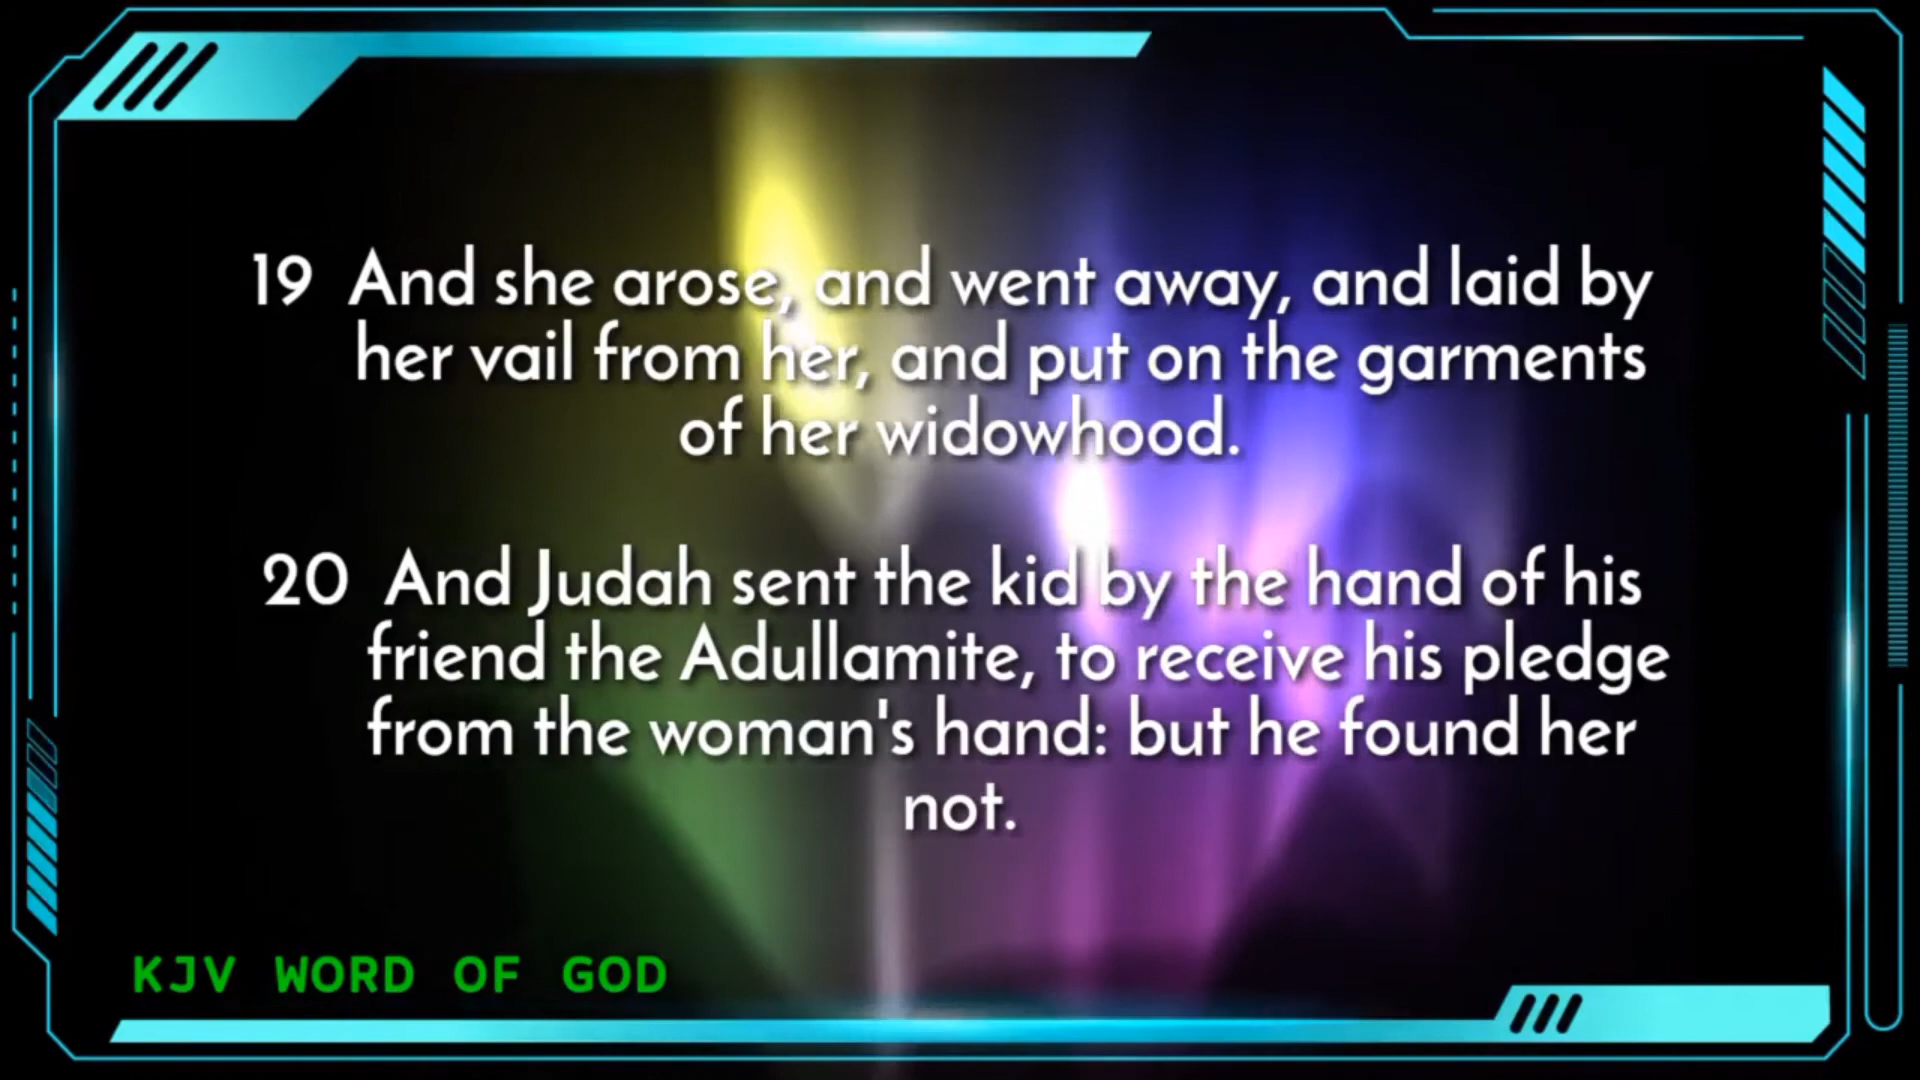 19 And she arose, and went away, and laid by
her vail from her, and put on the garments
of her widowhood.
20 And Judah sent the kid by the hand of his
friend the Adullamite, to receive his pledge
from the woman's hand: but he found her
not.
KJV WORD OF GOD